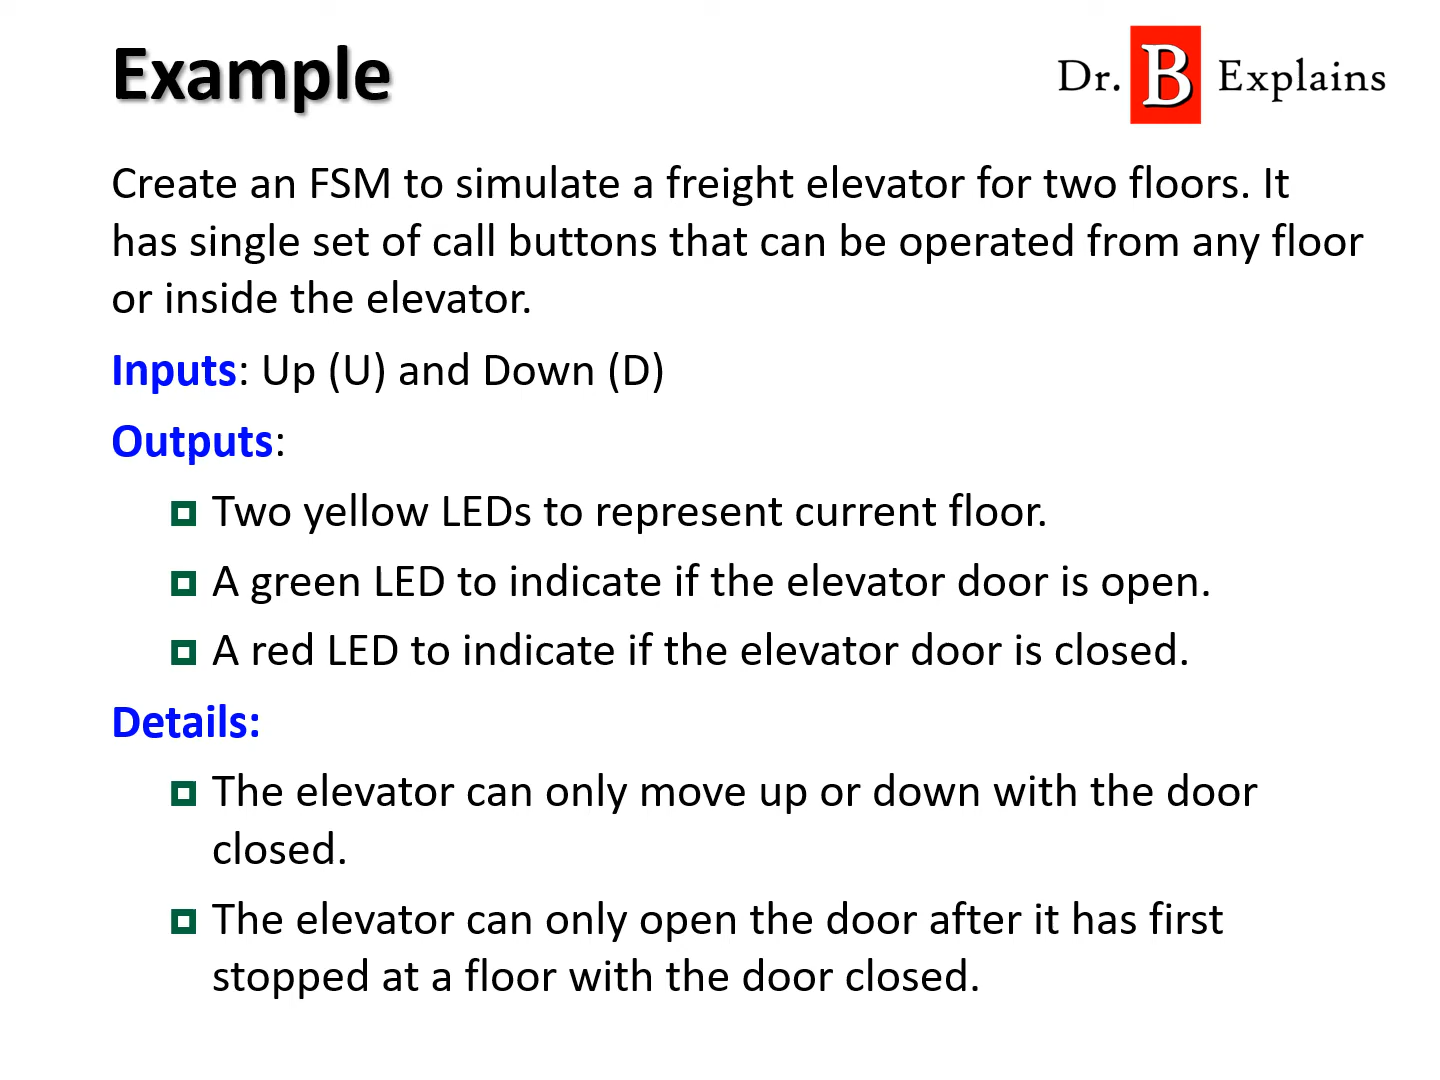 Example
Dr. B Explains
Create an FSM to simulate a freight elevator for two floors. It
has single set of call buttons that can be operated from any floor
or inside the elevator.
Inputs: Up (U) and Down (D)
Outputs:
Two yellow LEDs to represent current floor.
A green LED to indicate if the elevator door is open.
A red LED to indicate if the elevator door is closed.
Details:
The elevator can only move up or down with the door
closed.
The elevator can only open the door after it has first
stopped at a floor with the door closed.